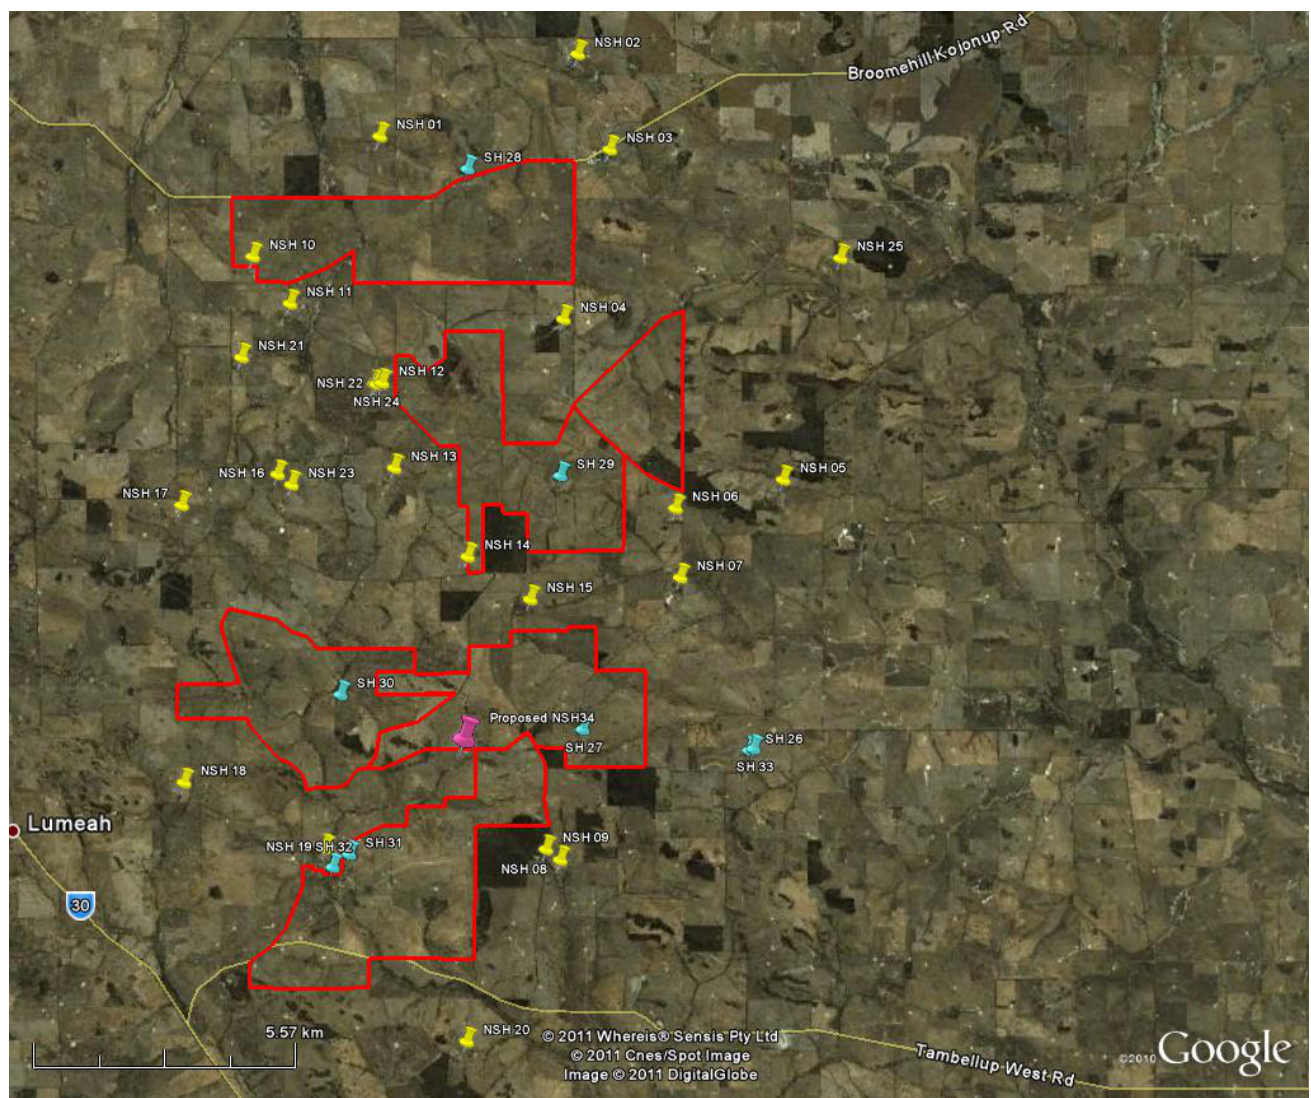 NSH 02
Broomehill Kojonup Rd
NSH 01
NSH 03
SH 28
NSH 10
NSH 25
NSH 11
NSH 04
NSH 21
NSH 12
NSH 22
NSH 24
NSH 13
SH 29
NSH 05
NSH 16
NSH 23
NSH 17
NSH 06
NSH 14
NSH 07
NSH 15
SH 30
Proposed NSH34
SH 27
SH 26
SH 33
NSH 18
Lumeah
NSH 19
SH 32
SH 31
NSH 09
NSH 08
30
5.57 km
NSH 20
© 2011 Whereis® Sensis Pty Ltd
© 2011 Cnes/Spot Image
Image © 2011 DigitalGlobe
©2010 Google
Tambellup West Rd